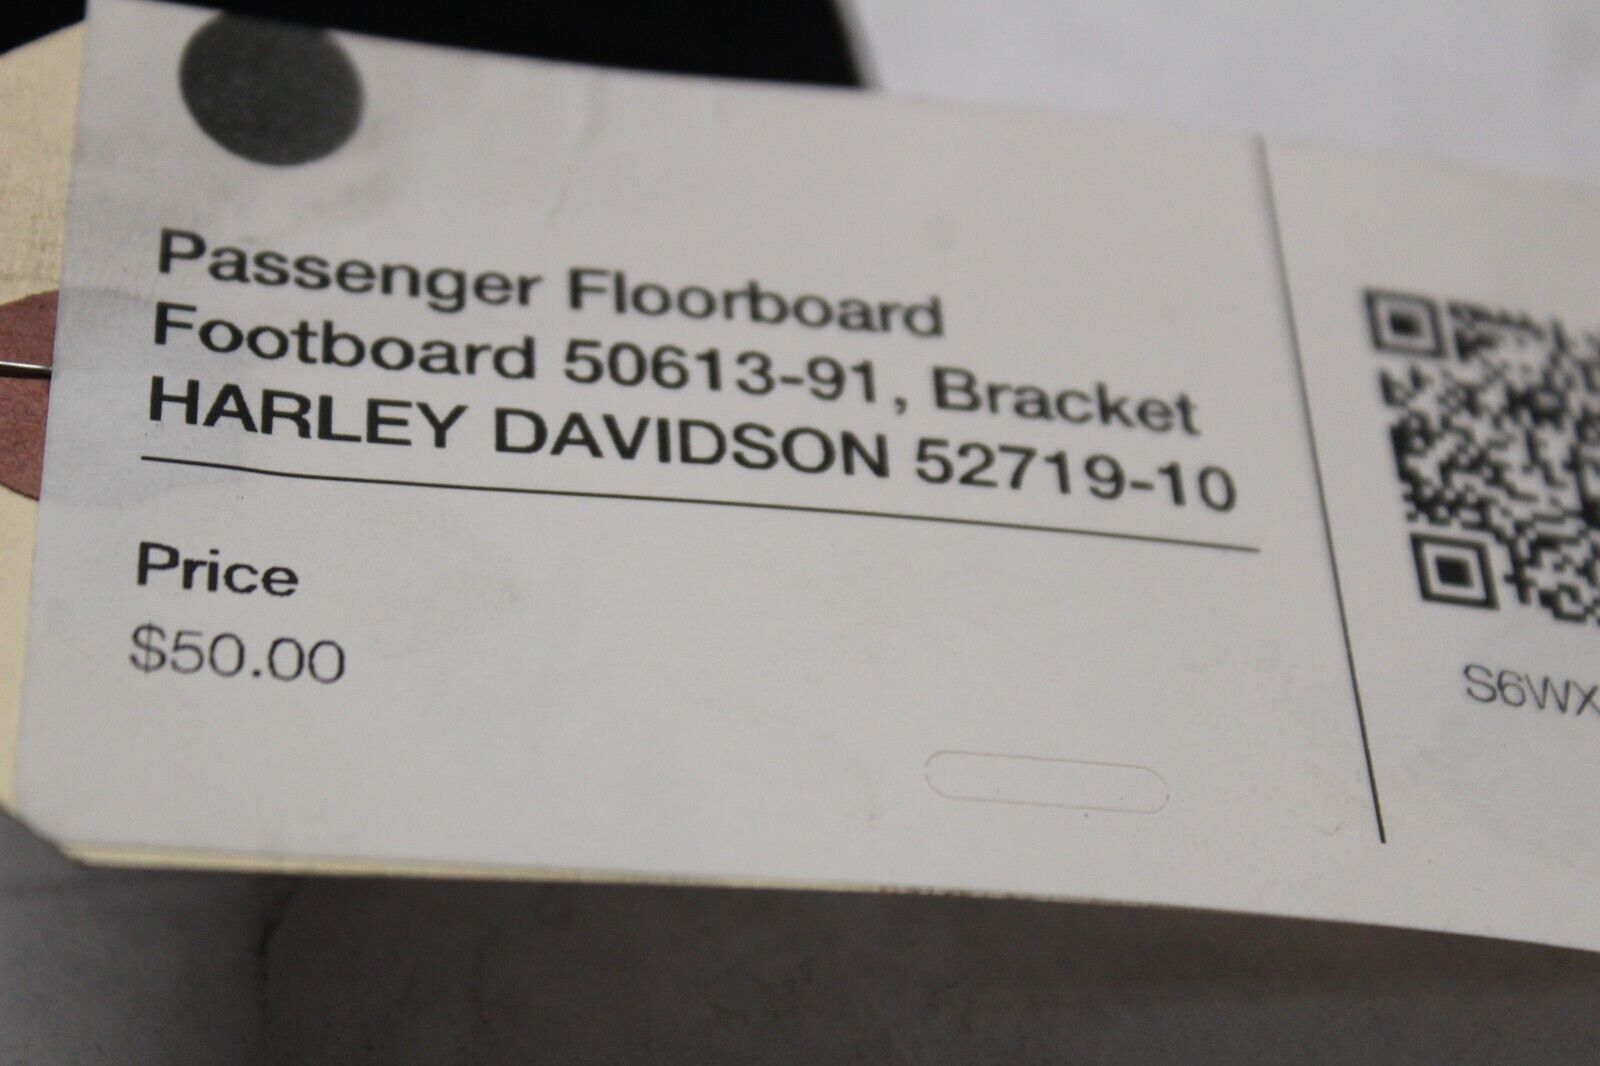 Passenger Floorboard
Footboard 50613-91, Bracket
HARLEY DAVIDSON 52719-10
Price
$50.00
S6WX